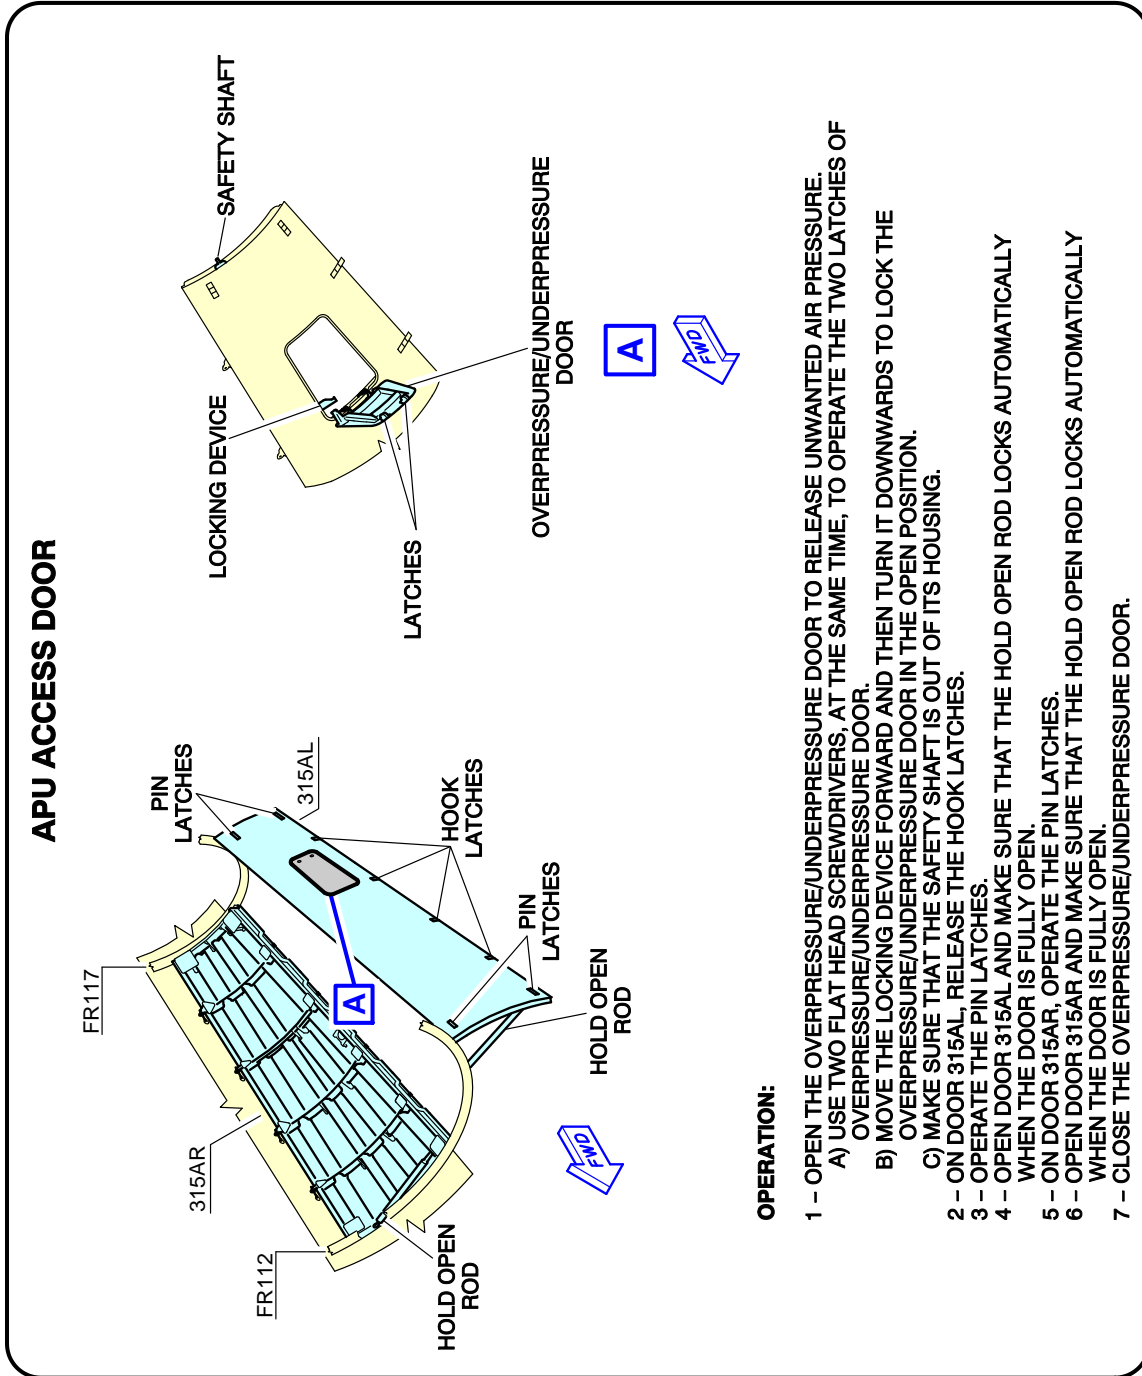 APU ACCESS DOOR
FR117
315AR
FR112
HOLD OPEN
ROD
PIN
LATCHES
315AL
HOOK
LATCHES
PIN
LATCHES
HOLD OPEN
ROD
A
FWD
SAFETY SHAFT
LOCKING DEVICE
LATCHES
OVERPRESSURE/UNDERPRESSURE
DOOR
A
FWD
OPERATION:
1 – OPEN THE OVERPRESSURE/UNDERPRESSURE DOOR TO RELEASE UNWANTED AIR PRESSURE.
A) USE TWO FLAT HEAD SCREWDRIVERS, AT THE SAME TIME, TO OPERATE THE TWO LATCHES OF
OVERPRESSURE/UNDERPRESSURE DOOR.
B) MOVE THE LOCKING DEVICE FORWARD AND THEN TURN IT DOWNWARDS TO LOCK THE
OVERPRESSURE/UNDERPRESSURE DOOR IN THE OPEN POSITION.
C) MAKE SURE THAT THE SAFETY SHAFT IS OUT OF ITS HOUSING.
2 – ON DOOR 315AL, RELEASE THE HOOK LATCHES.
3 – OPERATE THE PIN LATCHES.
4 – OPEN DOOR 315AL AND MAKE SURE THAT THE HOLD OPEN ROD LOCKS AUTOMATICALLY
WHEN THE DOOR IS FULLY OPEN.
5 – ON DOOR 315AR, OPERATE THE PIN LATCHES.
6 – OPEN DOOR 315AR AND MAKE SURE THAT THE HOLD OPEN ROD LOCKS AUTOMATICALLY
WHEN THE DOOR IS FULLY OPEN.
7 – CLOSE THE OVERPRESSURE/UNDERPRESSURE DOOR.